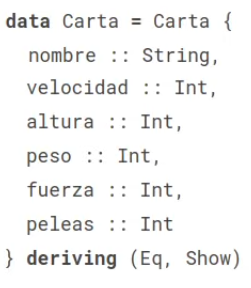 data Carta = Carta {
nombre :: String,
velocidad :: Int,
altura :: Int,
peso :: Int,
fuerza :: Int,
peleas :: Int
} deriving (Eq, Show)